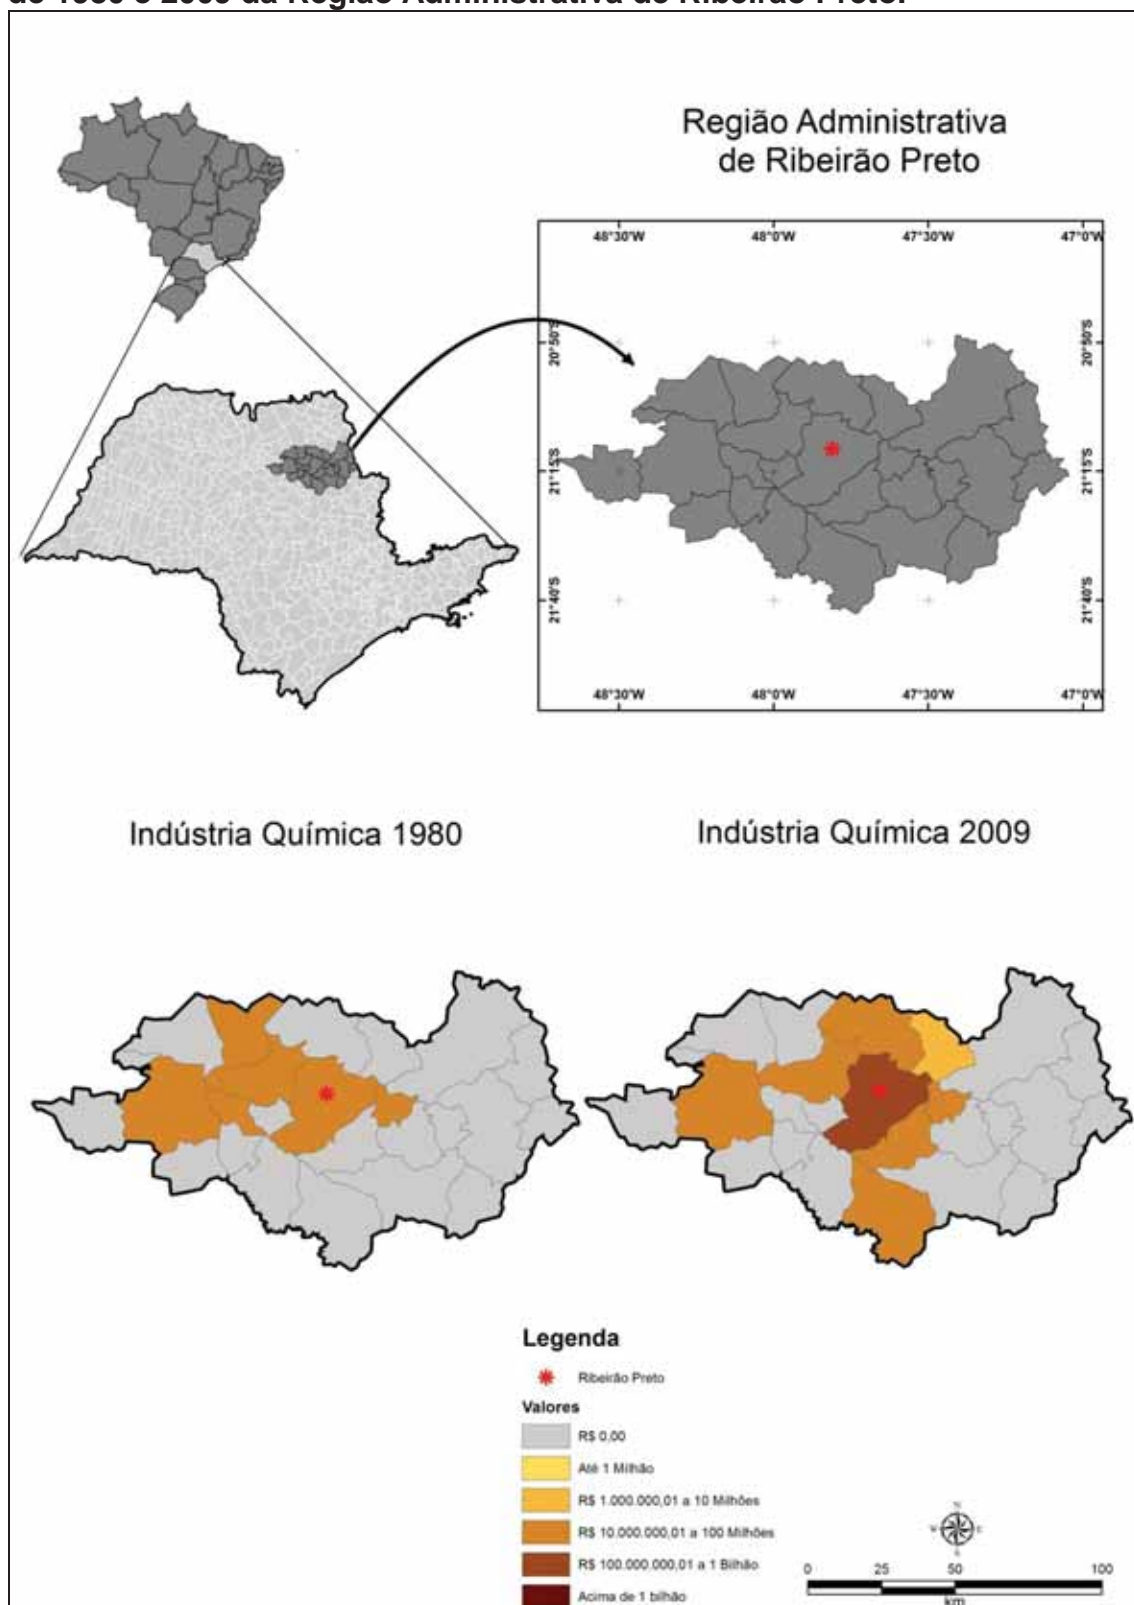 de 1980 e 2009 da Região Administrativa de Ribeirão Preto.
Região Administrativa
de Ribeirão Preto
48°30'W 48°0'W 47°30'W 47°0'W
20°50'S 20°50'S
21°15'S 21°15'S
21°40'S 21°40'S
48°30'W 48°0'W 47°30'W 47°0'W
Indústria Química 1980
Indústria Química 2009
Legenda
Ribeirão Preto
Valores
R$ 0,00
Até 1 Milhão
R$ 1.000.000,01 a 10 Milhões
R$ 10.000.000,01 a 100 Milhões
R$ 100.000.000,01 a 1 Bilhão
Acima de 1 bilhão
N
W E
S
0 25 50 100
km